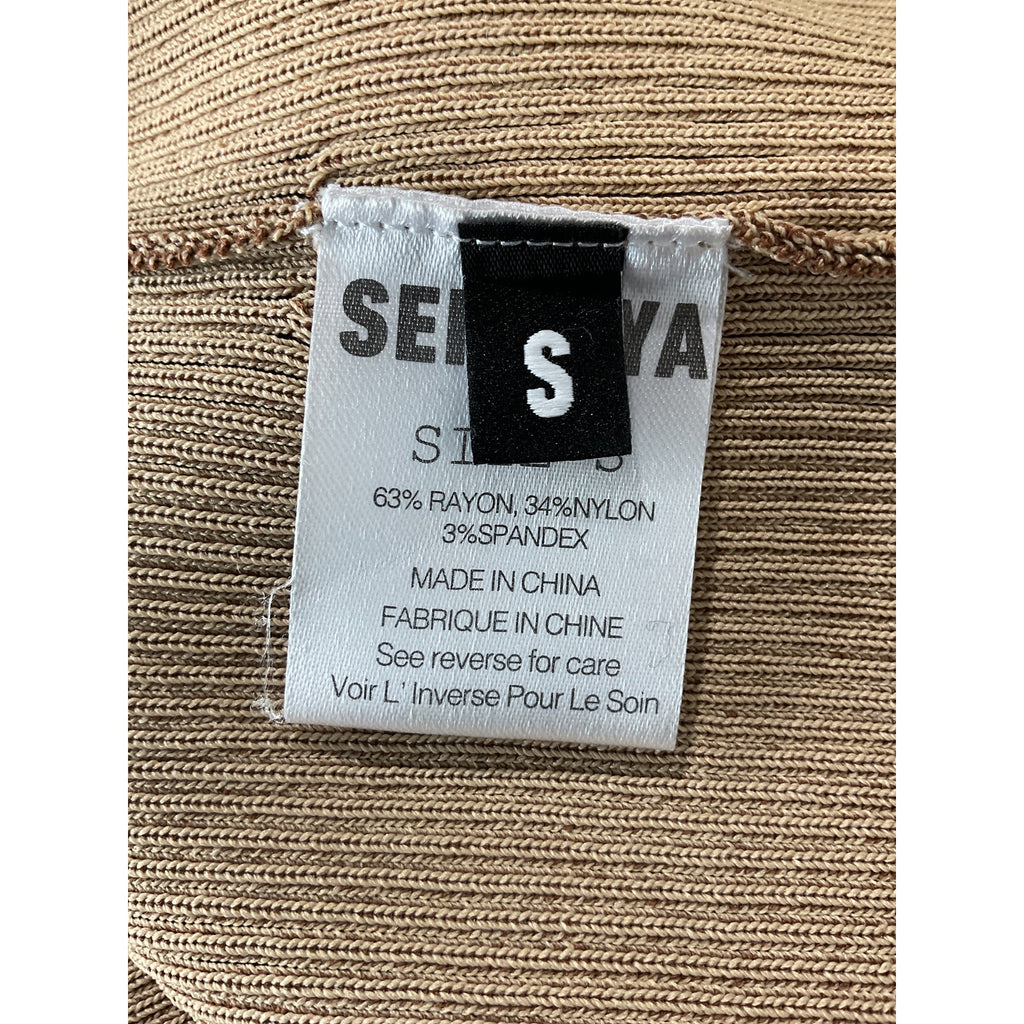 S
63% RAYON, 34%NYLON
3%SPANDEX
MADE IN CHINA
FABRIQUE IN CHINE
See reverse for care
Voir L' Inverse Pour Le Soin